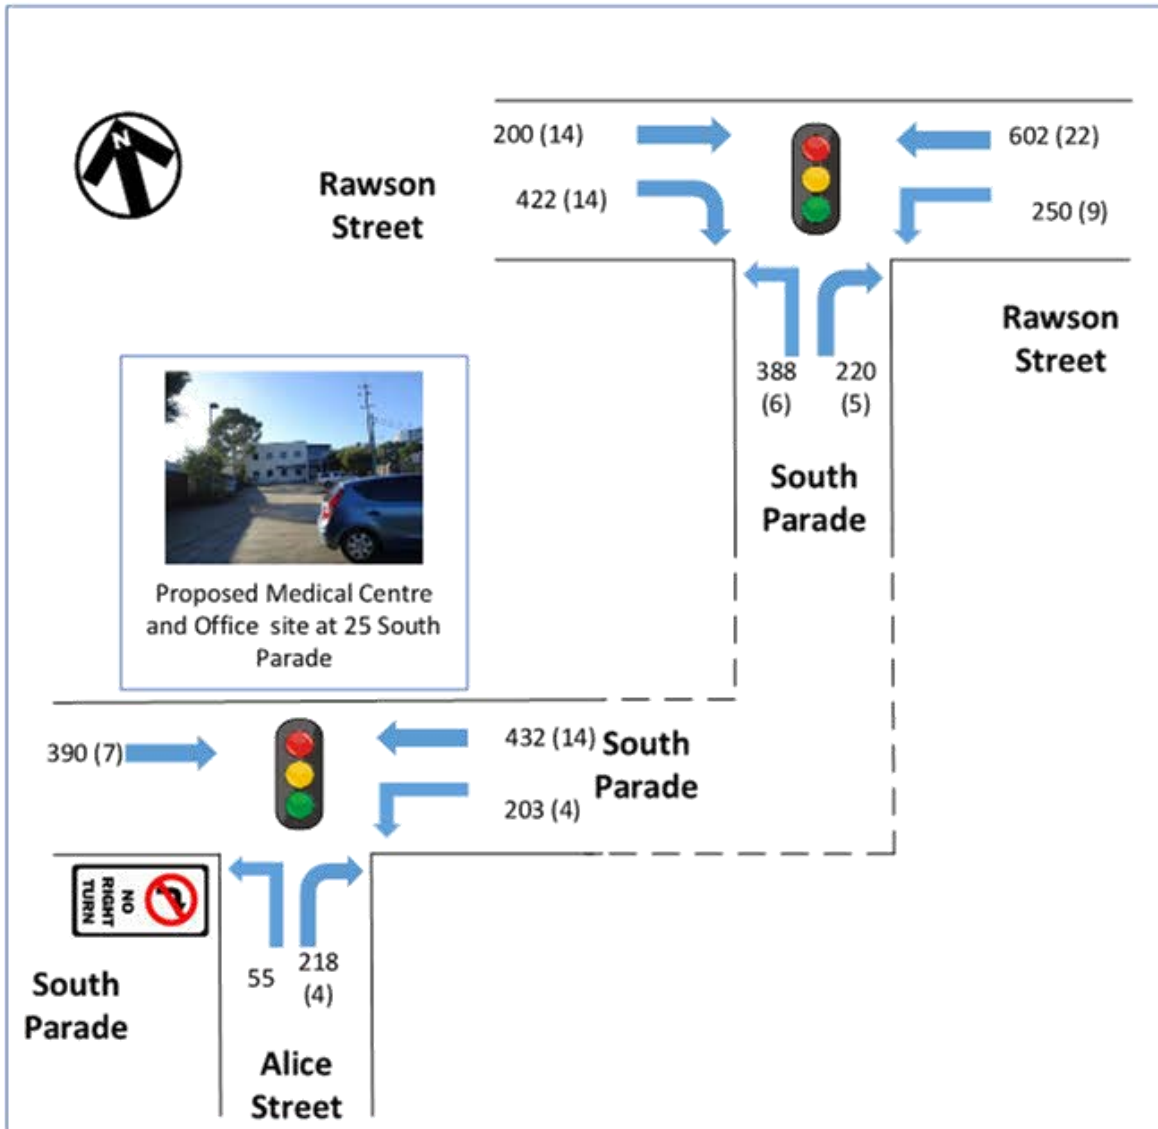 N
200 (14)
602 (22)
Rawson
Street
422 (14)
250 (9)
Rawson
Street
388
(6)
220
(5)
South
Parade
Proposed Medical Centre
and Office site at 25 South
Parade
390 (7)
432 (14)
South
Parade
203 (4)
NO
RIGHT
TURN
55
218
(4)
South
Parade
Alice
Street